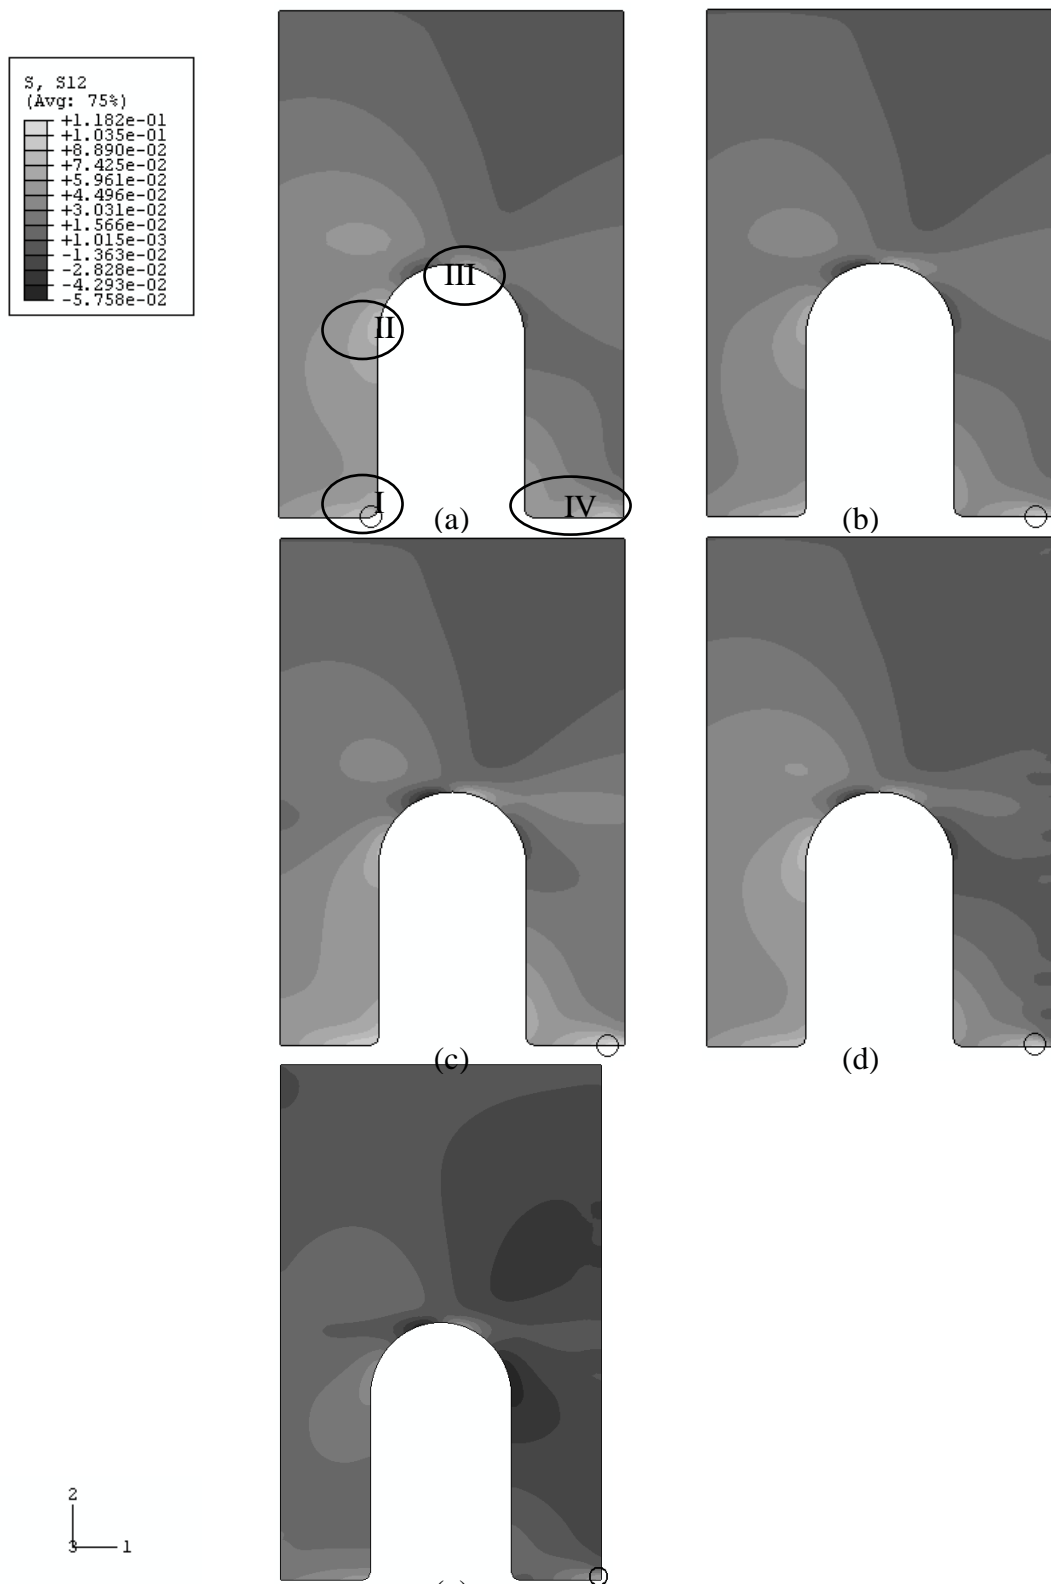 S, S12
(Avg: 75%)
+1.182e-01
+1.035e-01
+8.890e-02
+7.425e-02
+5.961e-02
+4.496e-02
+3.031e-02
+1.566e-02
+1.015e-03
-1.363e-02
-2.828e-02
-4.293e-02
-5.758e-02
III
II
I
IV
(a)
(b)
(c)
(d)
2
3
1